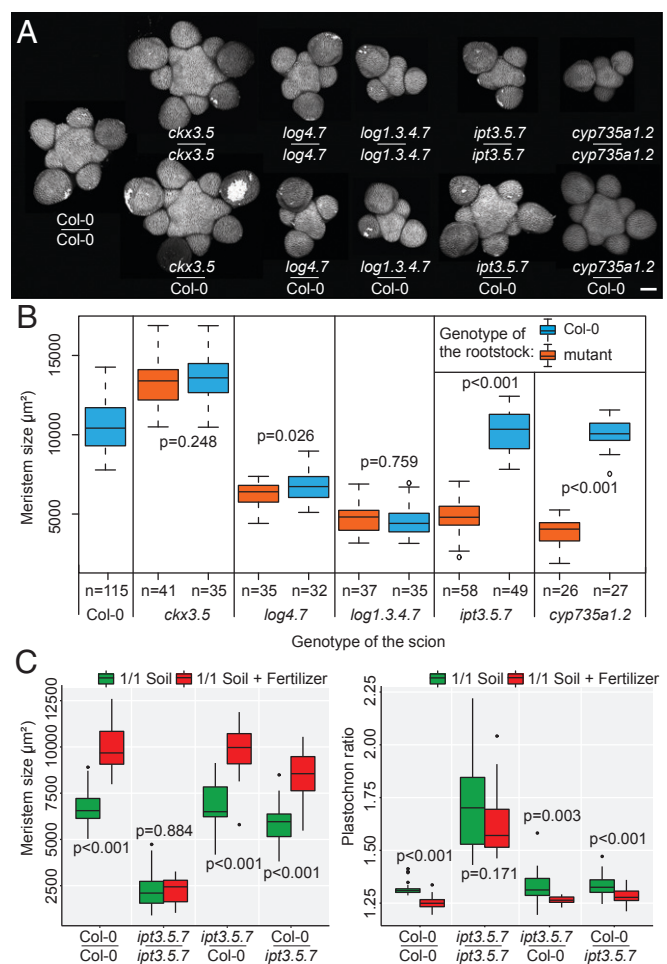 A
Col-0
Col-0
ckx3.5
ckx3.5
log4.7
log4.7
log1.3.4.7
log1.3.4.7
ipt3.5.7
ipt3.5.7
cyp735a1.2
cyp735a1.2
ckx3.5
Col-0
log4.7
Col-0
log1.3.4.7
Col-0
ipt3.5.7
Col-0
cyp735a1.2
Col-0
B
Meristem size (µm²)
15000
10000
5000
Genotype of
the rootstock:
Col-0
mutant
p=0.248
p=0.026
p=0.759
p<0.001
p<0.001
n=115
n=41
n=35
n=35
n=32
n=37
n=35
n=58
n=49
n=26
n=27
Col-0
ckx3.5
log4.7
log1.3.4.7
ipt3.5.7
cyp735a1.2
Genotype of the scion
C
1/1 Soil
1/1 Soil + Fertilizer
Meristem size (µm²)
12500
10000
7500
5000
2500
p<0.001
p=0.884
p<0.001
p<0.001
Col-0
Col-0
ipt3.5.7
ipt3.5.7
ipt3.5.7
Col-0
Col-0
ipt3.5.7
1/1 Soil
1/1 Soil + Fertilizer
Plastochron ratio
2.25
2.00
1.75
1.50
1.25
p<0.001
p=0.171
p=0.003
p<0.001
Col-0
Col-0
ipt3.5.7
ipt3.5.7
ipt3.5.7
Col-0
Col-0
ipt3.5.7